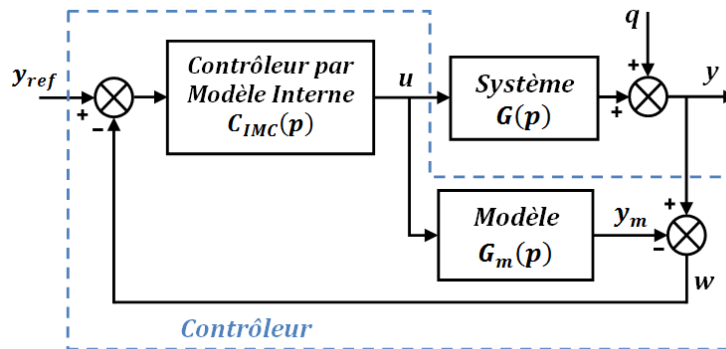 q
y_ref
Contrôleur par
Modèle Interne
C_IMC(p)
u
Système
G(p)
y
+
+
+
-
Modèle
G_m(p)
y_m
+
-
w
Contrôleur